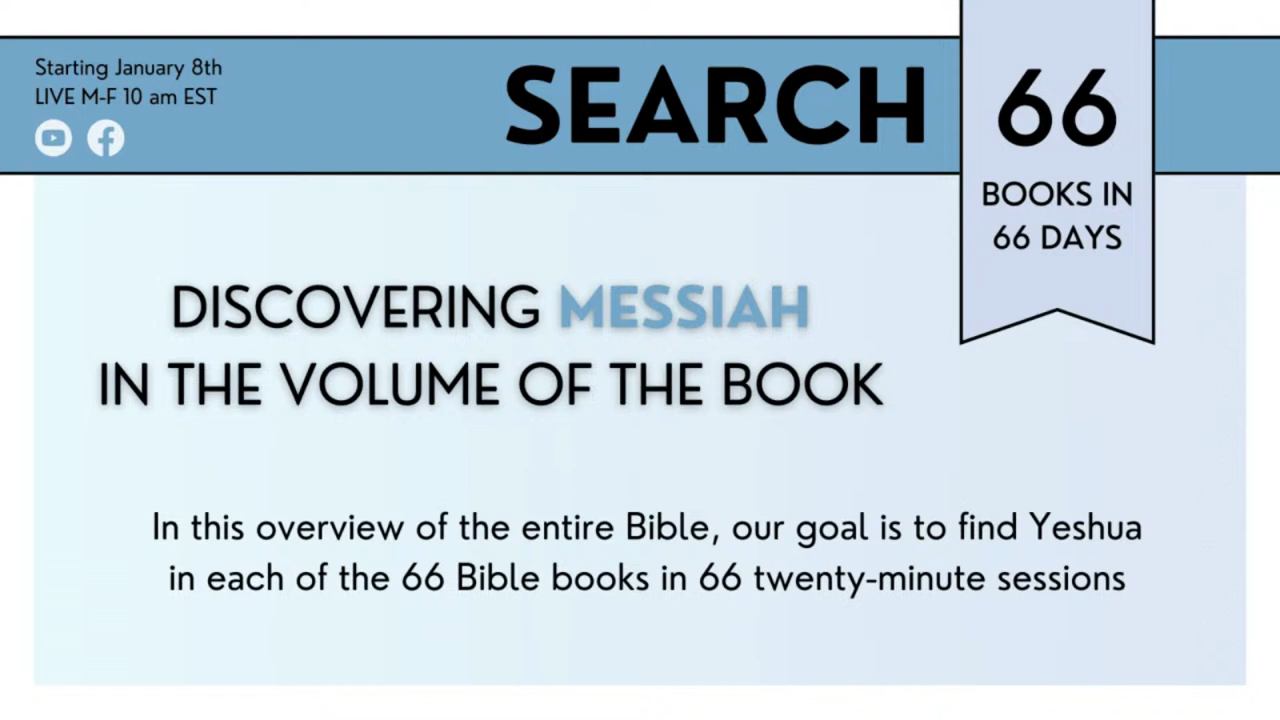 Starting January 8th
LIVE M-F 10 am EST
SEARCH
66
BOOKS IN
66 DAYS
DISCOVERING MESSIAH
IN THE VOLUME OF THE BOOK
In this overview of the entire Bible, our goal is to find Yeshua
in each of the 66 Bible books in 66 twenty-minute sessions